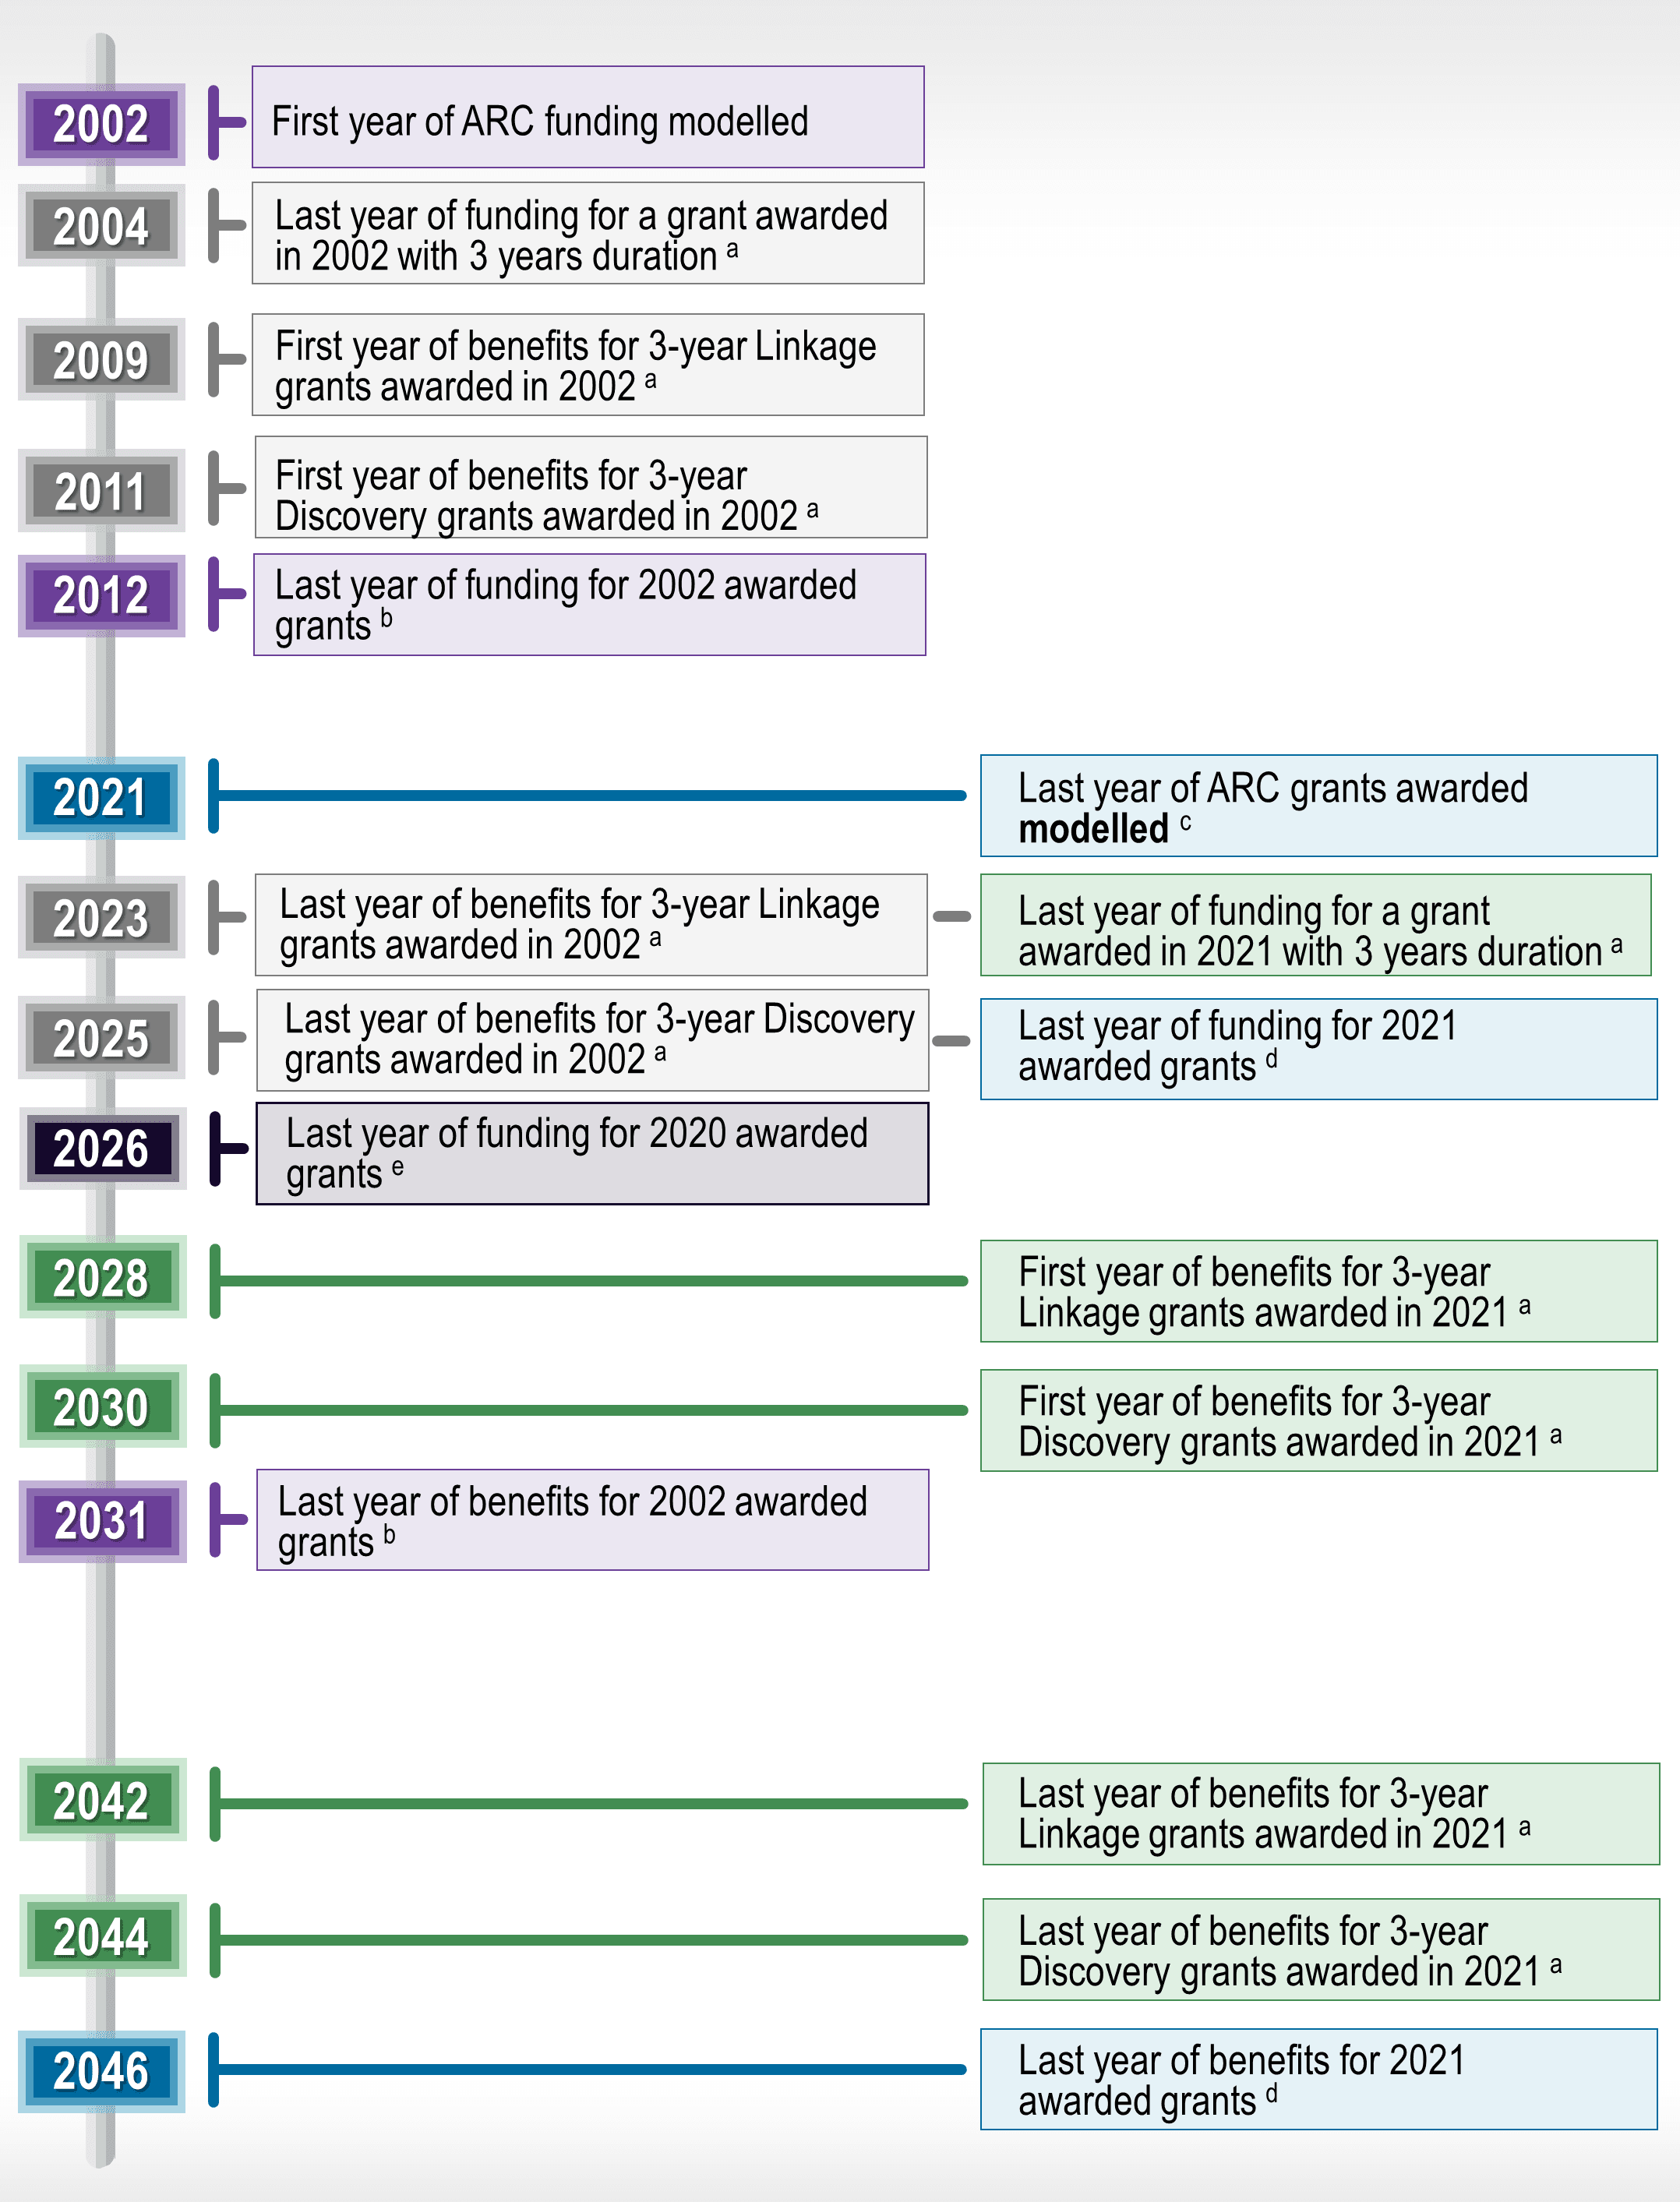 2002
First year of ARC funding modelled
2004
Last year of funding for a grant awarded
in 2002 with 3 years duration a
2009
First year of benefits for 3-year Linkage
grants awarded in 2002 a
2011
First year of benefits for 3-year
Discovery grants awarded in 2002 a
2012
Last year of funding for 2002 awarded
grants b
2021
Last year of ARC grants awarded
modelled c
2023
Last year of benefits for 3-year Linkage
grants awarded in 2002 a
Last year of funding for a grant
awarded in 2021 with 3 years duration a
2025
Last year of benefits for 3-year Discovery
grants awarded in 2002 a
Last year of funding for 2021
awarded grants d
2026
Last year of funding for 2020 awarded
grants e
2028
First year of benefits for 3-year
Linkage grants awarded in 2021 a
2030
First year of benefits for 3-year
Discovery grants awarded in 2021 a
2031
Last year of benefits for 2002 awarded
grants b
2042
Last year of benefits for 3-year
Linkage grants awarded in 2021 a
2044
Last year of benefits for 3-year
Discovery grants awarded in 2021 a
2046
Last year of benefits for 2021
awarded grants d